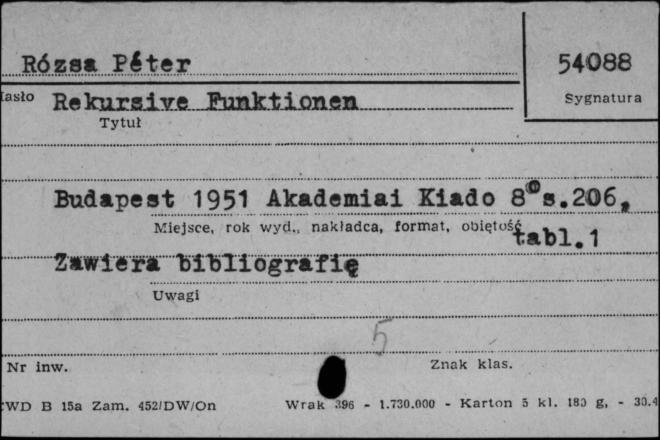 Rózsa Péter
54088
Sygnatura
Hasło
Rekursive Funktionen
Tytuł
Budapest 1951 Akademiai Kiado 8° s.206,
Miejsce, rok wyd., nakładca, format, objętość
tabl.1
Zawiera bibliografię
Uwagi
5
Nr inw.
Znak klas.
CWD B 15a Zam. 452/DW/On Wrak 396 - 1.730.000 - Karton 5 kl. 180 g, - 30.4